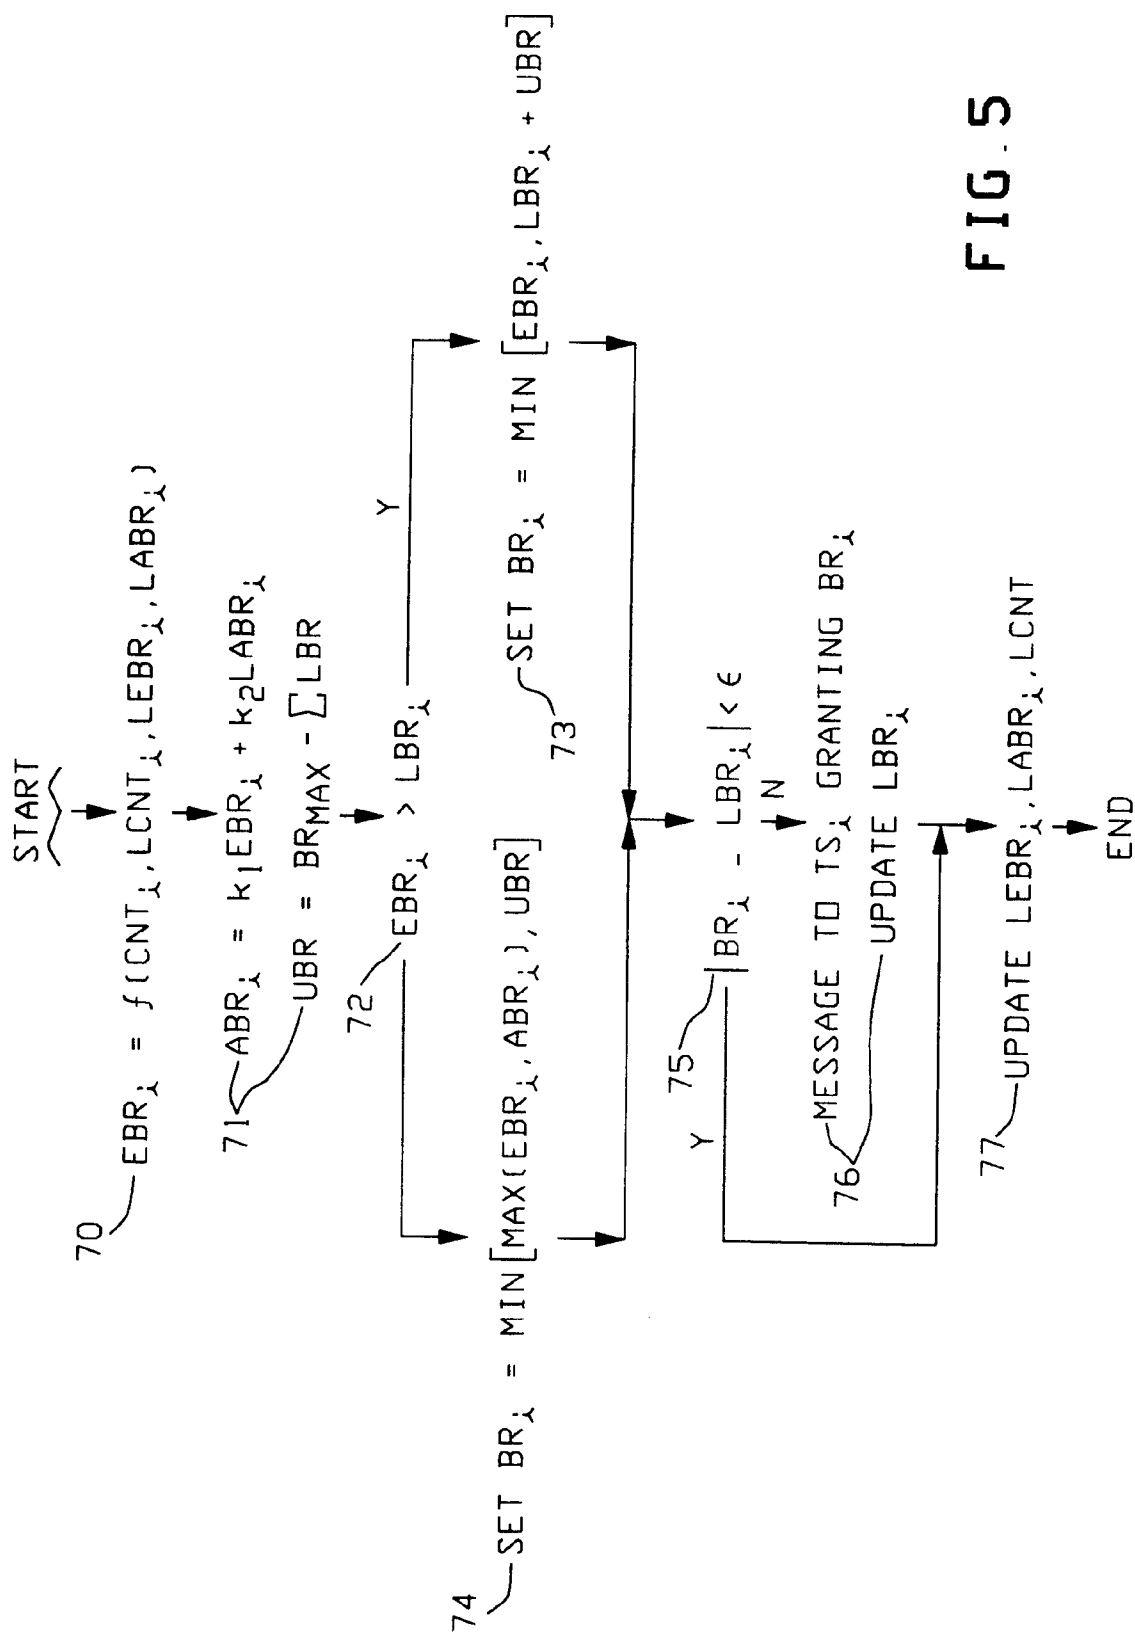 START
70 EBRᵢ = f(CNTᵢ,LCNTᵢ,LEBRᵢ,LABRᵢ)
71 ABRᵢ = k₁EBRᵢ + k₂LABRᵢ
UBR = BR_MAX - ∑LBR
72 EBRᵢ > LBRᵢ
Y
74 SET BRᵢ = MIN[MAX(EBRᵢ,ABRᵢ),UBR]
73 SET BRᵢ = MIN [EBRᵢ,LBRᵢ + UBR]
75 |BRᵢ - LBRᵢ|< ϵ
Y
N
76 MESSAGE TO TSᵢ GRANTING BRᵢ
UPDATE LBRᵢ
77 UPDATE LEBRᵢ,LABRᵢ,LCNT
END
FIG.5